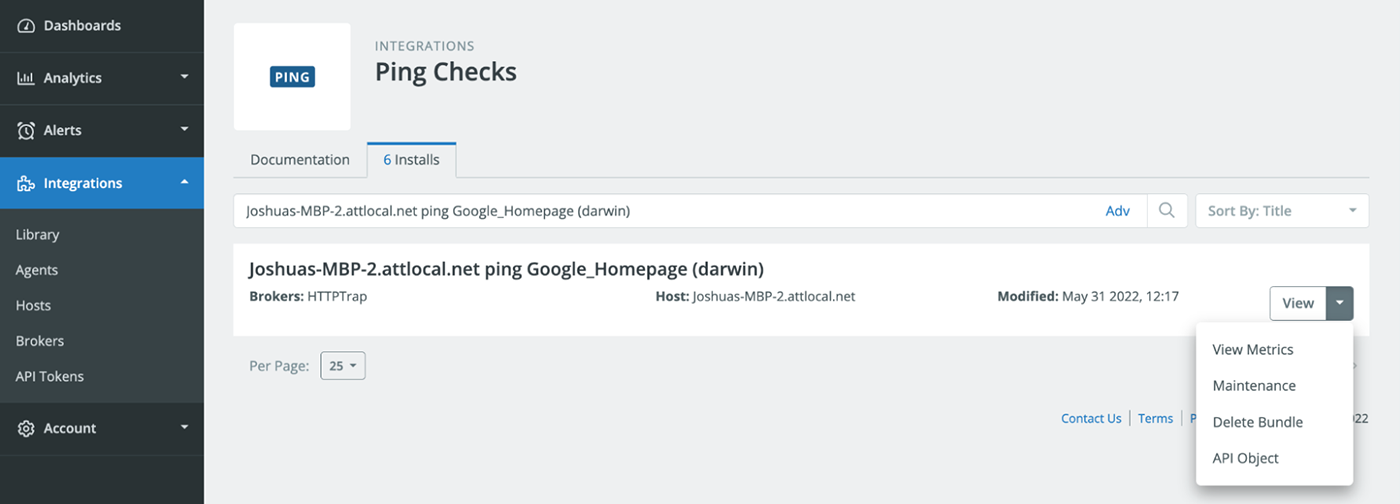 Dashboards
Analytics
Alerts
Integrations
Library
Agents
Hosts
Brokers
API Tokens
Account
PING
INTEGRATIONS
Ping Checks
Documentation
6 Installs
Joshuas-MBP-2.attlocal.net ping Google_Homepage (darwin)
Adv
Sort By: Title
Joshuas-MBP-2.attlocal.net ping Google_Homepage (darwin)
Brokers: HTTPTrap
Host: Joshuas-MBP-2.attlocal.net
Modified: May 31 2022, 12:17
View
View Metrics
Maintenance
Delete Bundle
API Object
Per Page: 25
Contact Us
Terms